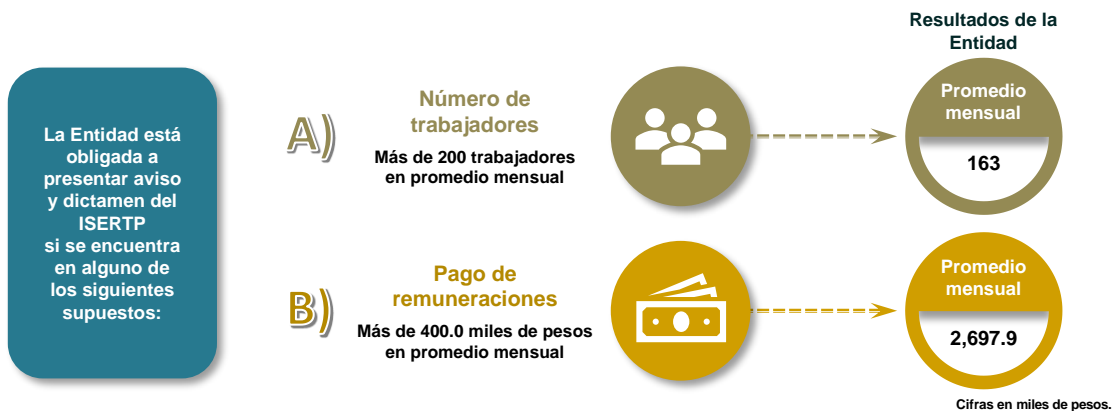 La Entidad está
obligada a
presentar aviso
y dictamen del
ISERTP
si se encuentra
en alguno de
los siguientes
supuestos:
A)
Número de
trabajadores
Más de 200 trabajadores
en promedio mensual
Resultados de la
Entidad
Promedio
mensual
163
B)
Pago de
remuneraciones
Más de 400.0 miles de pesos
en promedio mensual
Promedio
mensual
2,697.9
Cifras en miles de pesos.